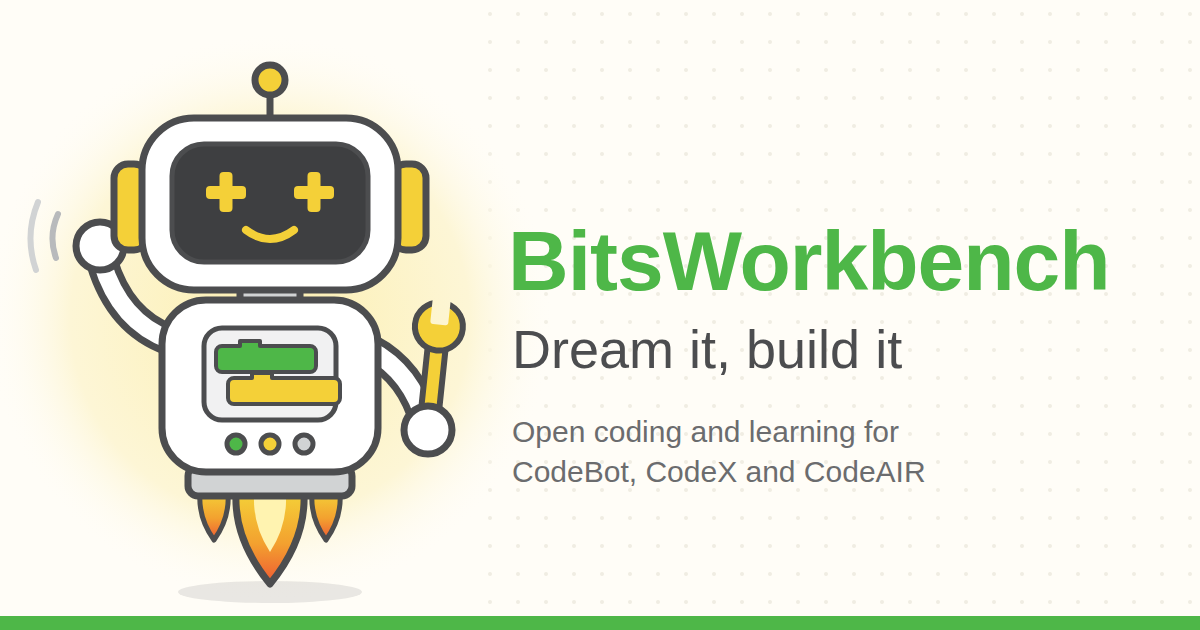 BitsWorkbench
Dream it, build it
Open coding and learning for
CodeBot, CodeX and CodeAIR